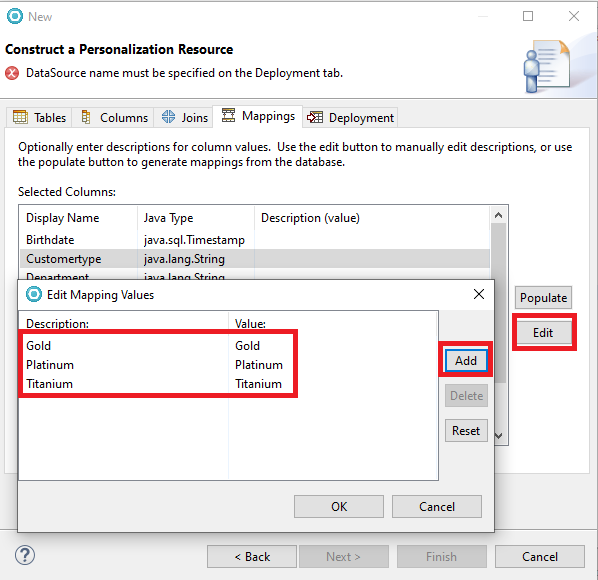 New
Construct a Personalization Resource
DataSource name must be specified on the Deployment tab.
Tables Columns Joins Mappings Deployment
Optionally enter descriptions for column values. Use the edit button to manually edit descriptions, or use
the populate button to generate mappings from the database.
Selected Columns:
Display Name Java Type Description (value)
Birthdate java.sql.Timestamp
Customertype java.lang.String
Department java.lang.String
Populate
Edit
Edit Mapping Values
Description: Value:
Gold Gold
Platinum Platinum
Titanium Titanium
Add
Delete
Reset
OK Cancel
? < Back Next > Finish Cancel